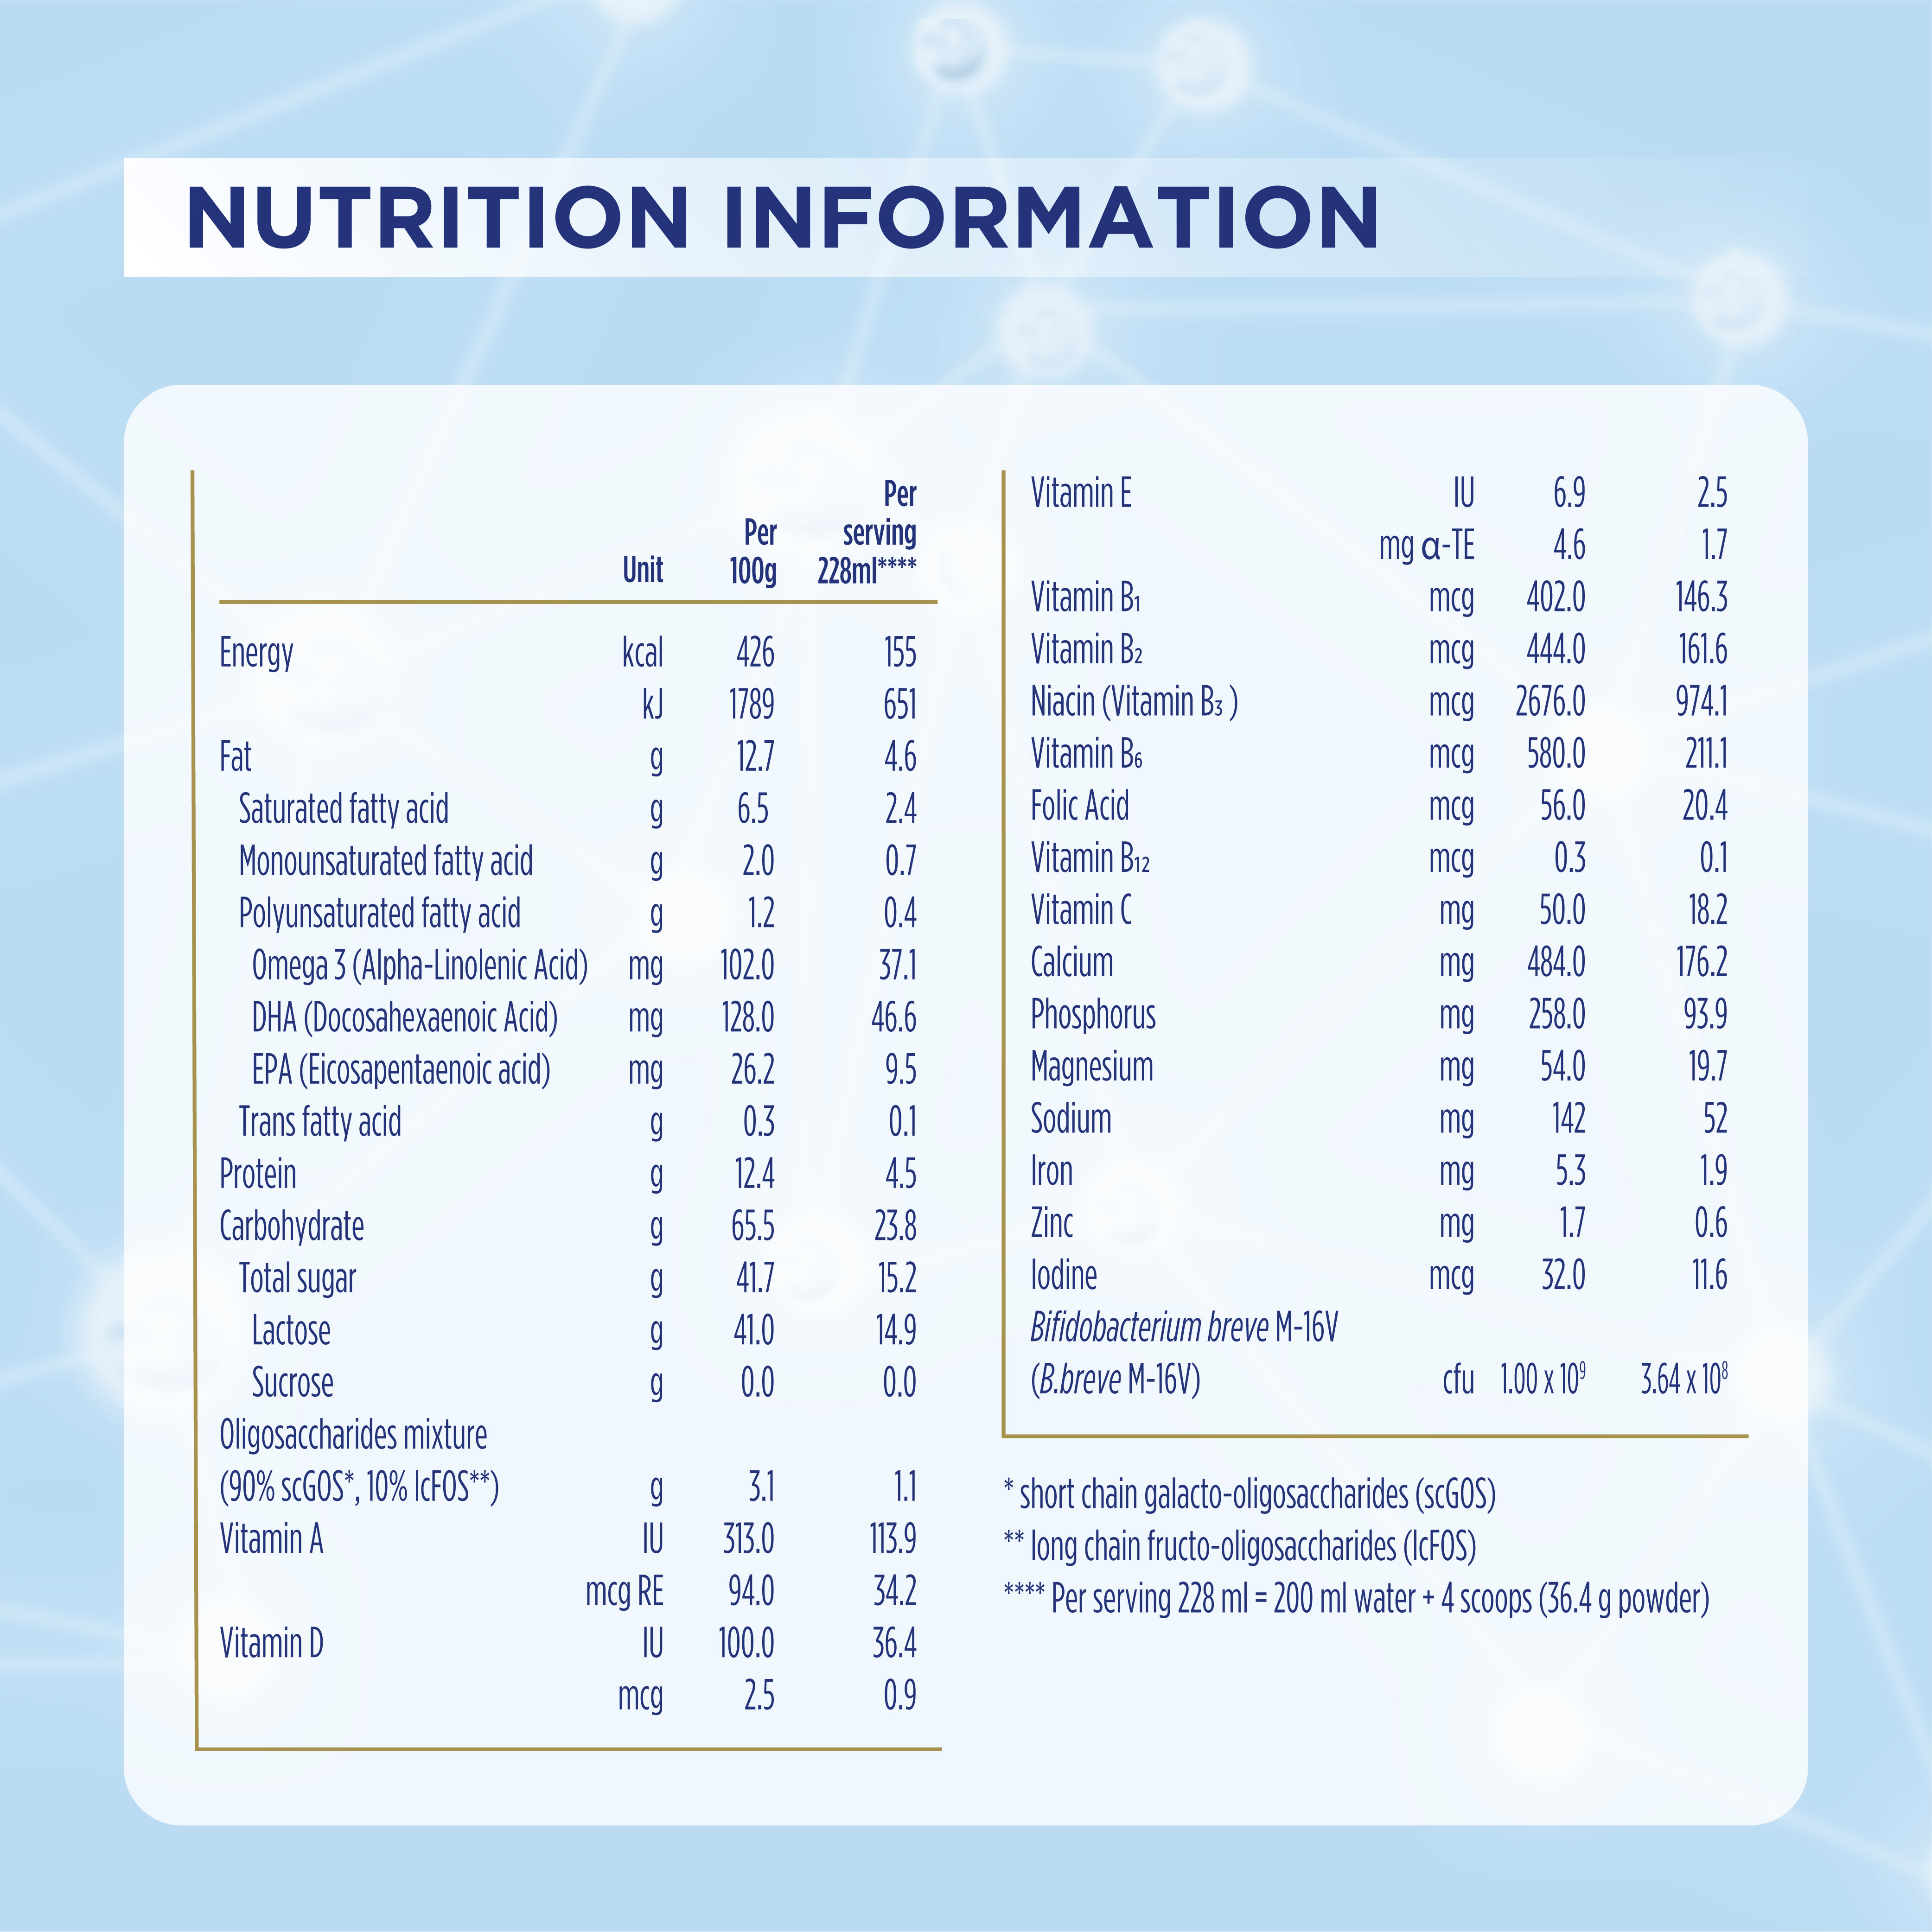 NUTRITION INFORMATION
Unit Per 100g Per serving 228ml****
Energy kcal 426 155
kJ 1789 651
Fat g 12.7 4.6
Saturated fatty acid g 6.5 2.4
Monounsaturated fatty acid g 2.0 0.7
Polyunsaturated fatty acid g 1.2 0.4
Omega 3 (Alpha-Linolenic Acid) mg 102.0 37.1
DHA (Docosahexaenoic Acid) mg 128.0 46.6
EPA (Eicosapentaenoic acid) mg 26.2 9.5
Trans fatty acid g 0.3 0.1
Protein g 12.4 4.5
Carbohydrate g 65.5 23.8
Total sugar g 41.7 15.2
Lactose g 41.0 14.9
Sucrose g 0.0 0.0
Oligosaccharides mixture
(90% scGOS*, 10% lcFOS**) g 3.1 1.1
Vitamin A IU 313.0 113.9
mcg RE 94.0 34.2
Vitamin D IU 100.0 36.4
mcg 2.5 0.9
Vitamin E IU 6.9 2.5
mg α-TE 4.6 1.7
Vitamin B₁ mcg 402.0 146.3
Vitamin B₂ mcg 444.0 161.6
Niacin (Vitamin B₃ ) mcg 2676.0 974.1
Vitamin B₆ mcg 580.0 211.1
Folic Acid mcg 56.0 20.4
Vitamin B₁₂ mcg 0.3 0.1
Vitamin C mg 50.0 18.2
Calcium mg 484.0 176.2
Phosphorus mg 258.0 93.9
Magnesium mg 54.0 19.7
Sodium mg 142 52
Iron mg 5.3 1.9
Zinc mg 1.7 0.6
Iodine mcg 32.0 11.6
Bifidobacterium breve M-16V
(B.breve M-16V) cfu 1.00 x 10⁹ 3.64 x 10⁸
* short chain galacto-oligosaccharides (scGOS)
** long chain fructo-oligosaccharides (lcFOS)
**** Per serving 228 ml = 200 ml water + 4 scoops (36.4 g powder)